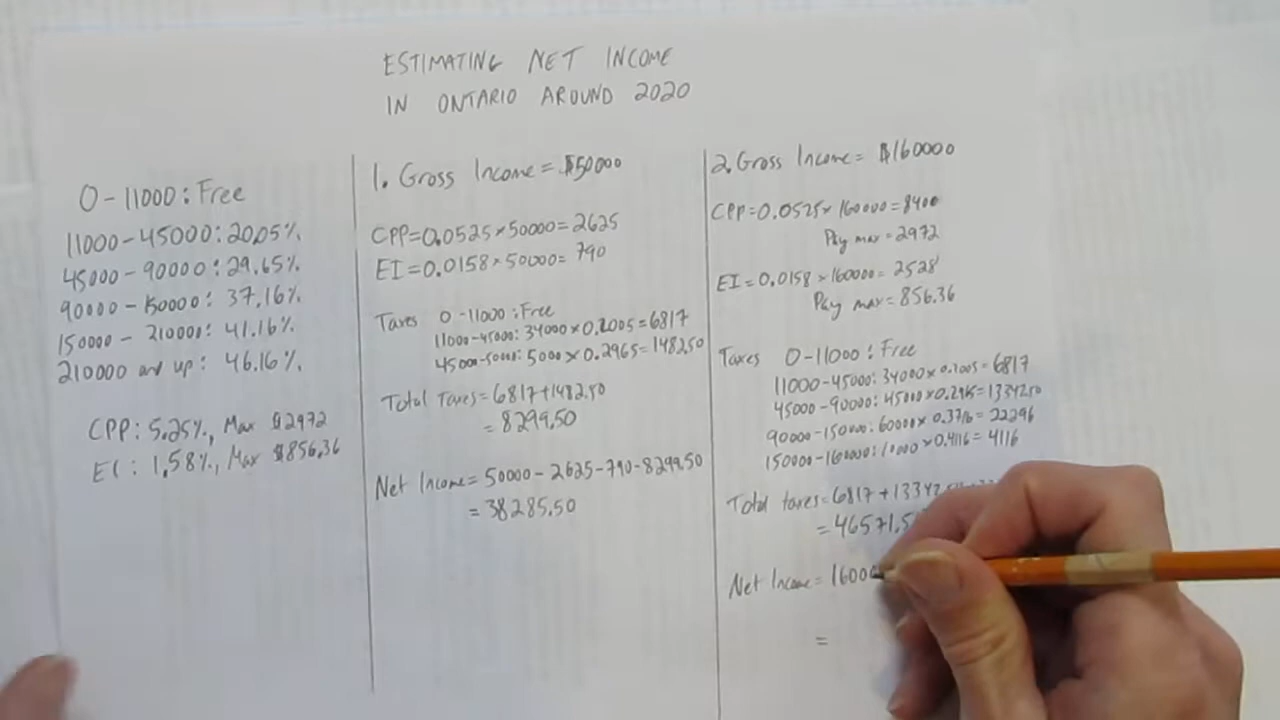 ESTIMATING NET INCOME
IN ONTARIO AROUND 2020
0-11000: Free
11000-45000: 20.05%
45000-90000: 29.65%
90000-150000: 37.16%
150000-210000: 41.16%
210000 and up: 46.16%
CPP: 5.25%, Max $2972
EI: 1.58%, Max $856.36
1. Gross Income = $50000
CPP=0.0525×50000=2625
EI=0.0158×50000=790
Taxes 0-11000: Free
11000-45000: 34000×0.2005=6817
45000-50000: 5000×0.2965=1482.50
Total Taxes=6817+1482.50
=8299.50
Net Income=50000-2625-790-8299.50
=38285.50
2. Gross Income= $160000
CPP=0.0525×160000=8400
Pay max=2972
EI=0.0158×160000=2528
Pay max=856.36
Taxes 0-11000: Free
11000-45000: 34000×0.2005=6817
45000-90000: 45000×0.2965=13342.50
90000-150000: 60000×0.3716=22296
150000-160000: 10000×0.4116=4116
Total taxes=6817+13342.5
=46571.5
Net Income=1600
=